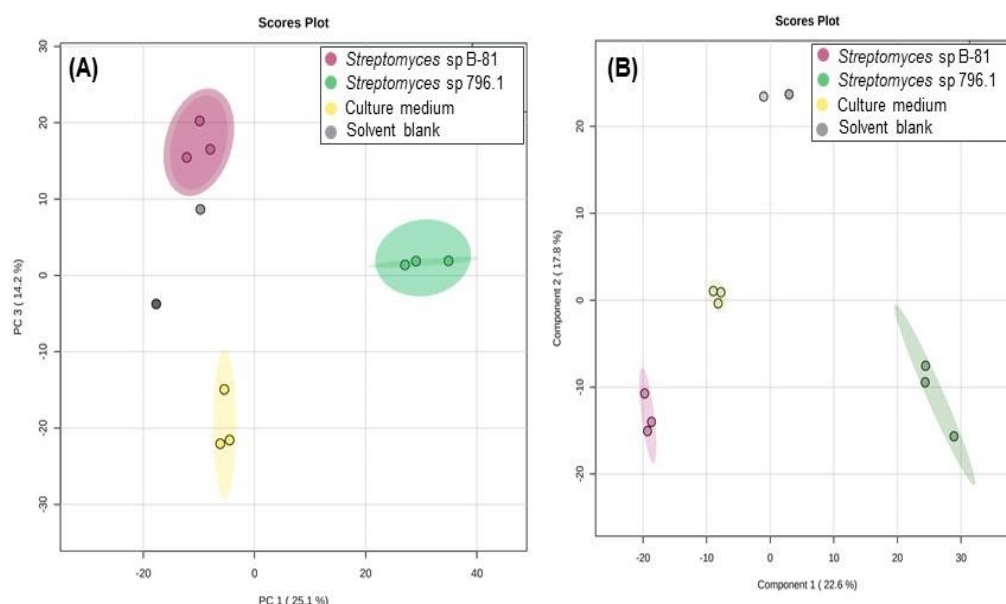 Scores Plot
(A)
Streptomyces sp B-81
Streptomyces sp 796.1
Culture medium
Solvent blank
PC 3 ( 14.2 %)
30
20
10
0
-10
-20
-30
-20
0
20
40
PC 1 ( 25.1 %)
Scores Plot
(B)
Streptomyces sp B-81
Streptomyces sp 796.1
Culture medium
Solvent blank
Component 2 ( 17.8 %)
20
10
0
-10
-20
-20
-10
0
10
20
30
Component 1 ( 22.6 %)